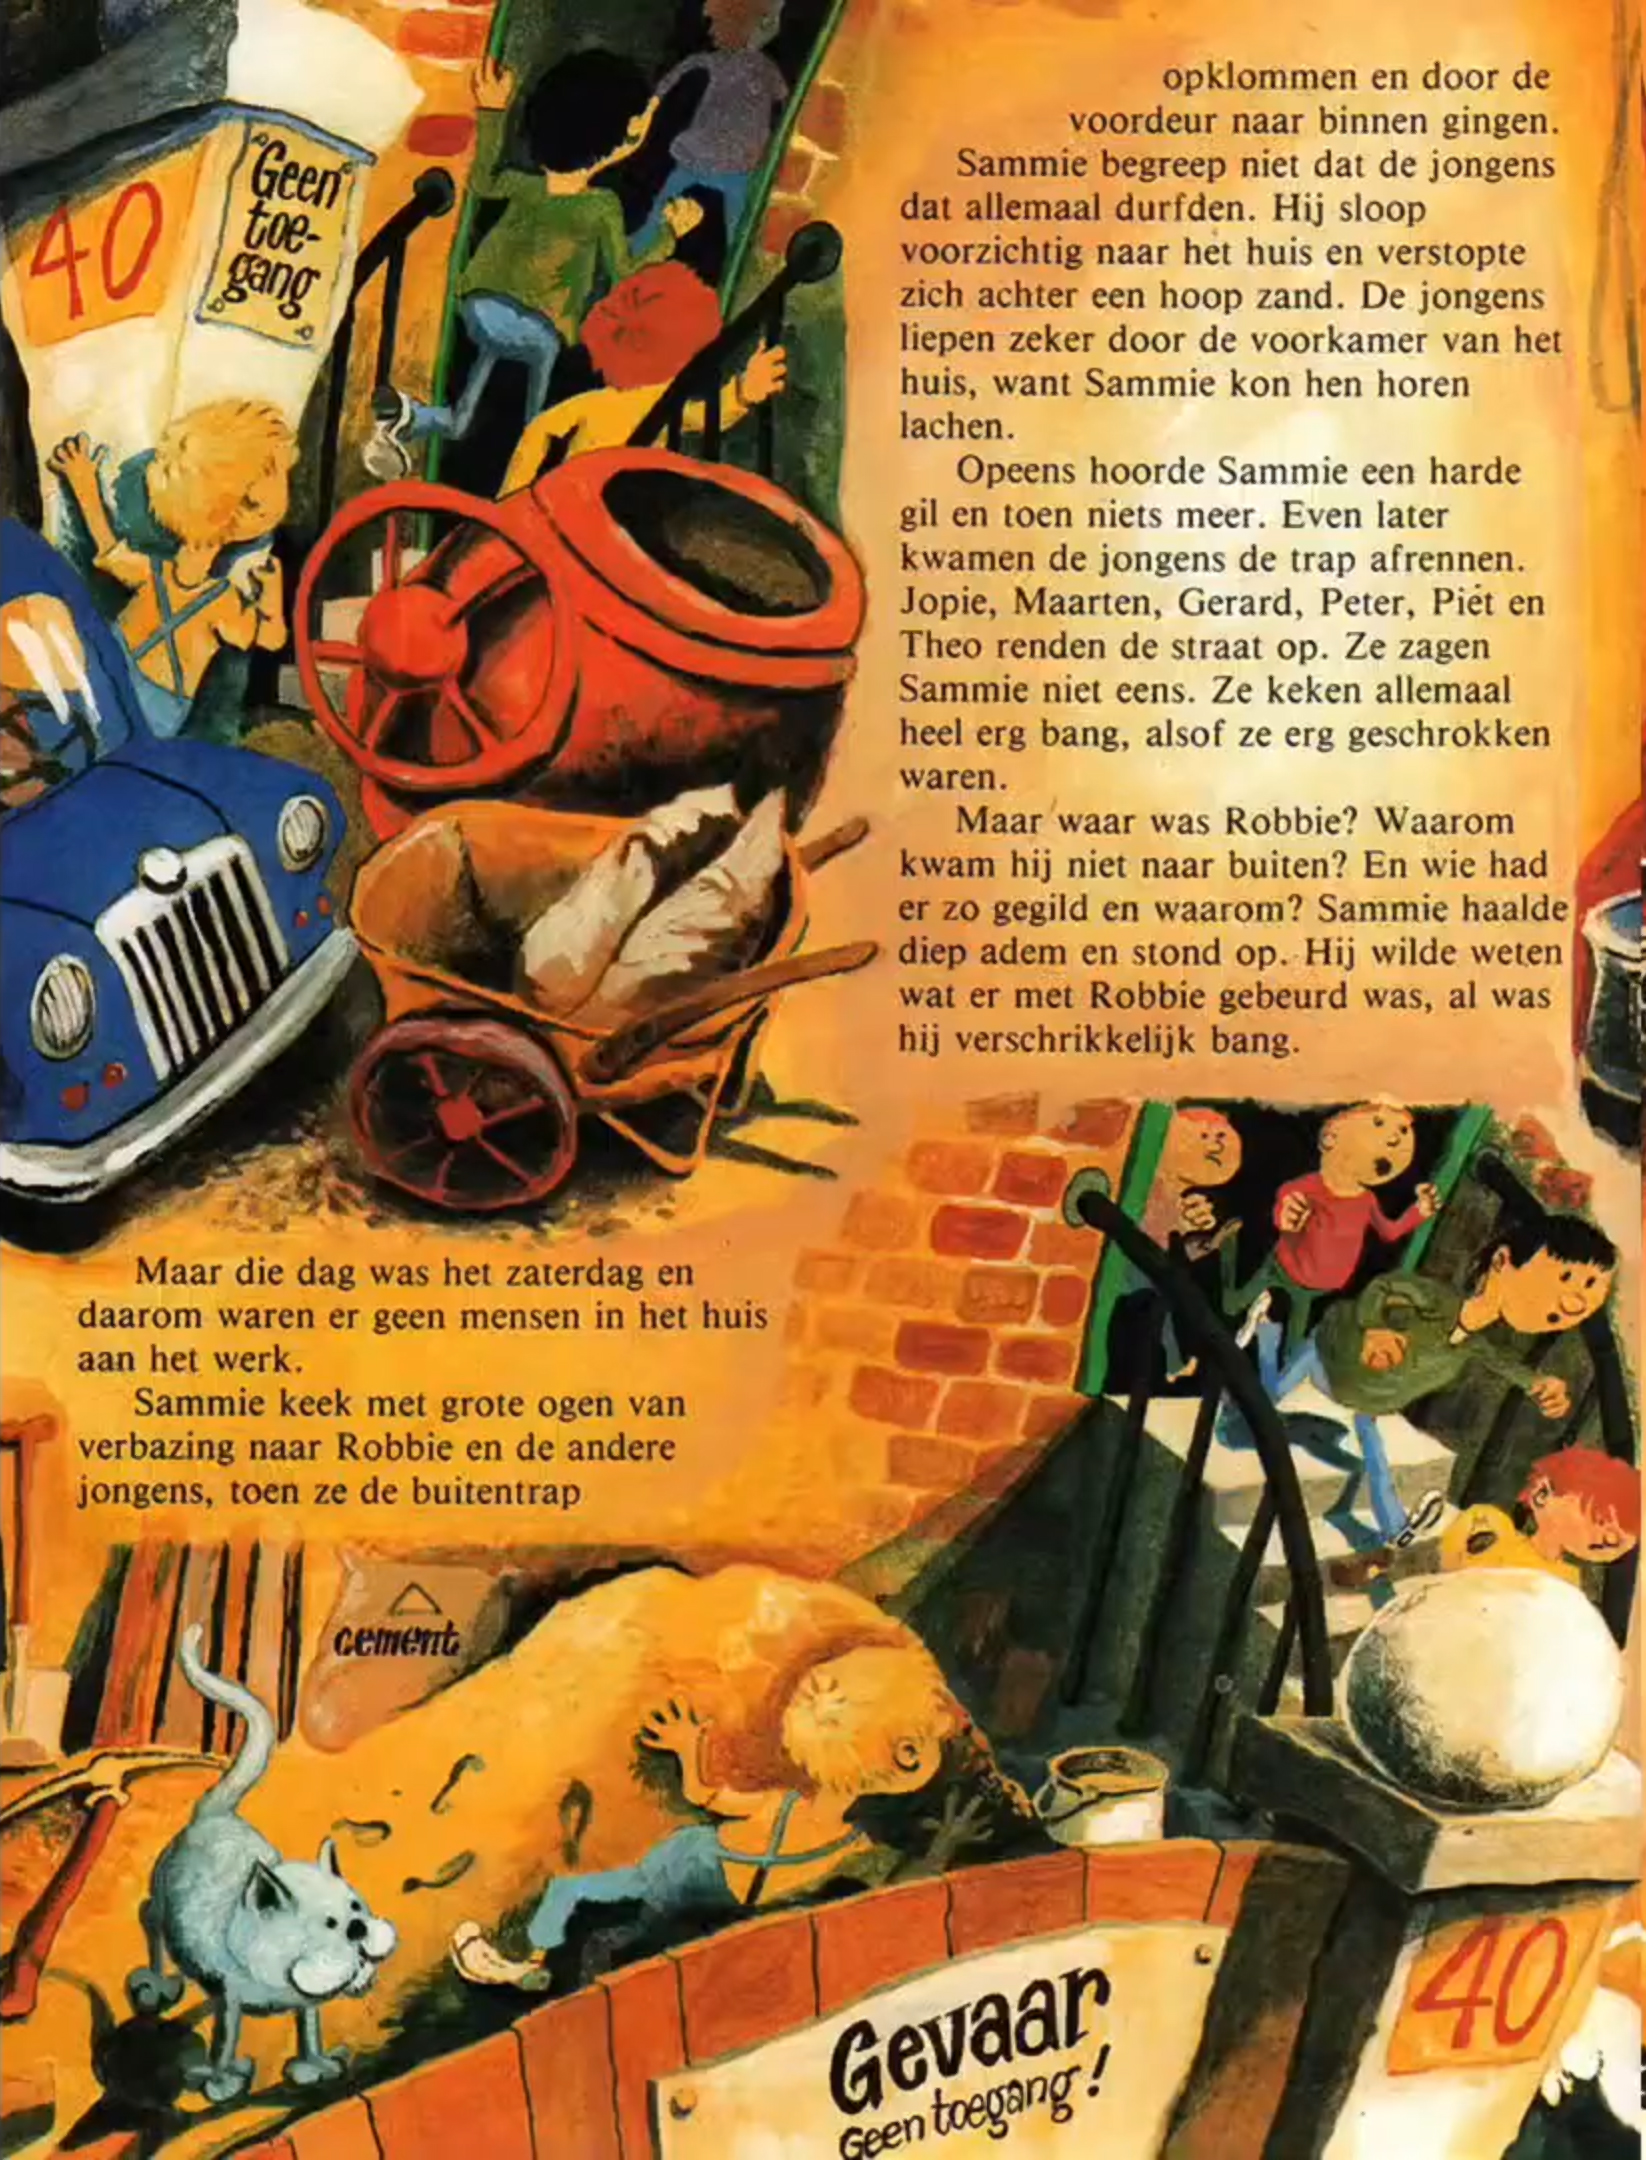 40
Geen
toe-
gang
Maar die dag was het zaterdag en
daarom waren er geen mensen in het huis
aan het werk.
Sammie keek met grote ogen van
verbazing naar Robbie en de andere
jongens, toen ze de buitentrap
opklommen en door de
voordeur naar binnen gingen.
Sammie begreep niet dat de jongens
dat allemaal durfden. Hij sloop
voorzichtig naar het huis en verstopte
zich achter een hoop zand. De jongens
liepen zeker door de voorkamer van het
huis, want Sammie kon hen horen
lachen.
Opeens hoorde Sammie een harde
gil en toen niets meer. Even later
kwamen de jongens de trap afrennen.
Jopie, Maarten, Gerard, Peter, Piet en
Theo renden de straat op. Ze zagen
Sammie niet eens. Ze keken allemaal
heel erg bang, alsof ze erg geschrokken
waren.
Maar waar was Robbie? Waarom
kwam hij niet naar buiten? En wie had
er zo gegild en waarom? Sammie haalde
diep adem en stond op. Hij wilde weten
wat er met Robbie gebeurd was, al was
hij verschrikkelijk bang.
cement
Gevaar
Geen toegang!
40